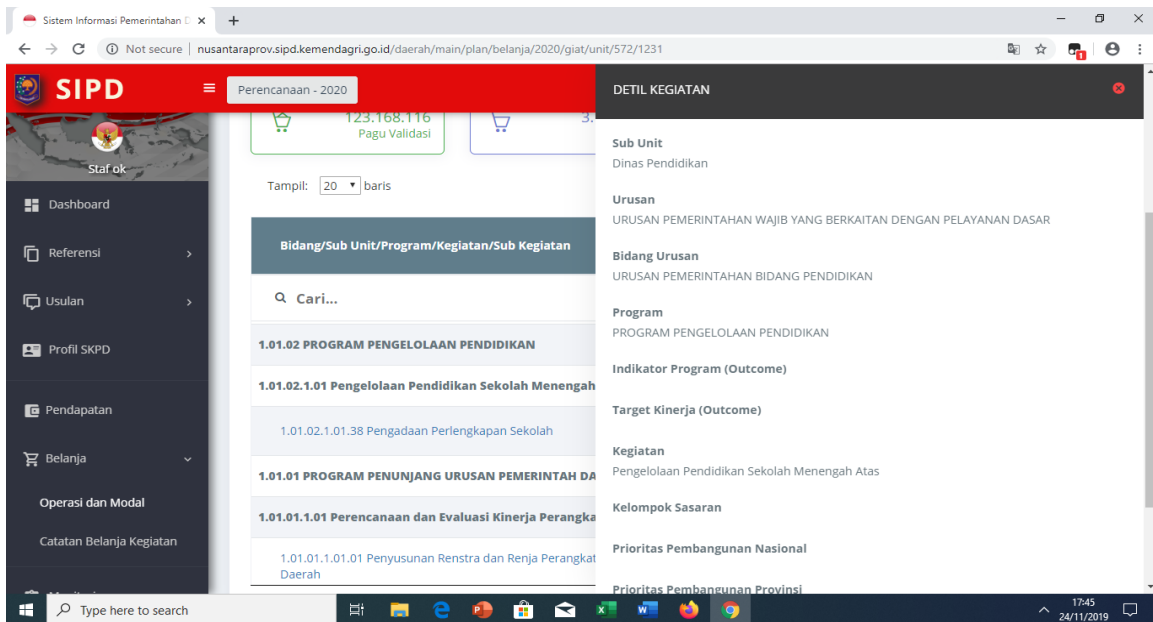 Sistem Informasi Pemerintahan D
Not secure | nusantaraprov.sipd.kemendagri.go.id/daerah/main/plan/belanja/2020/giat/unit/572/1231
SIPD
Perencanaan - 2020
DETIL KEGIATAN
Staf ok
Dashboard
Referensi
Usulan
Profil SKPD
Pendapatan
Belanja
Operasi dan Modal
Catatan Belanja Kegiatan
123.168.116
Pagu Validasi
3.
Tampil: 20 baris
Bidang/Sub Unit/Program/Kegiatan/Sub Kegiatan
Cari...
1.01.02 PROGRAM PENGELOLAAN PENDIDIKAN
1.01.02.1.01 Pengelolaan Pendidikan Sekolah Menengah
1.01.02.1.01.38 Pengadaan Perlengkapan Sekolah
1.01.01 PROGRAM PENUNJANG URUSAN PEMERINTAH DA
1.01.01.1.01 Perencanaan dan Evaluasi Kinerja Perangka
1.01.01.1.01.01 Penyusunan Renstra dan Renja Perangkat
Daerah
Sub Unit
Dinas Pendidikan
Urusan
URUSAN PEMERINTAHAN WAJIB YANG BERKAITAN DENGAN PELAYANAN DASAR
Bidang Urusan
URUSAN PEMERINTAHAN BIDANG PENDIDIKAN
Program
PROGRAM PENGELOLAAN PENDIDIKAN
Indikator Program (Outcome)
Target Kinerja (Outcome)
Kegiatan
Pengelolaan Pendidikan Sekolah Menengah Atas
Kelompok Sasaran
Prioritas Pembangunan Nasional
Prioritas Pembangunan Provinsi
Type here to search
17:45
24/11/2019